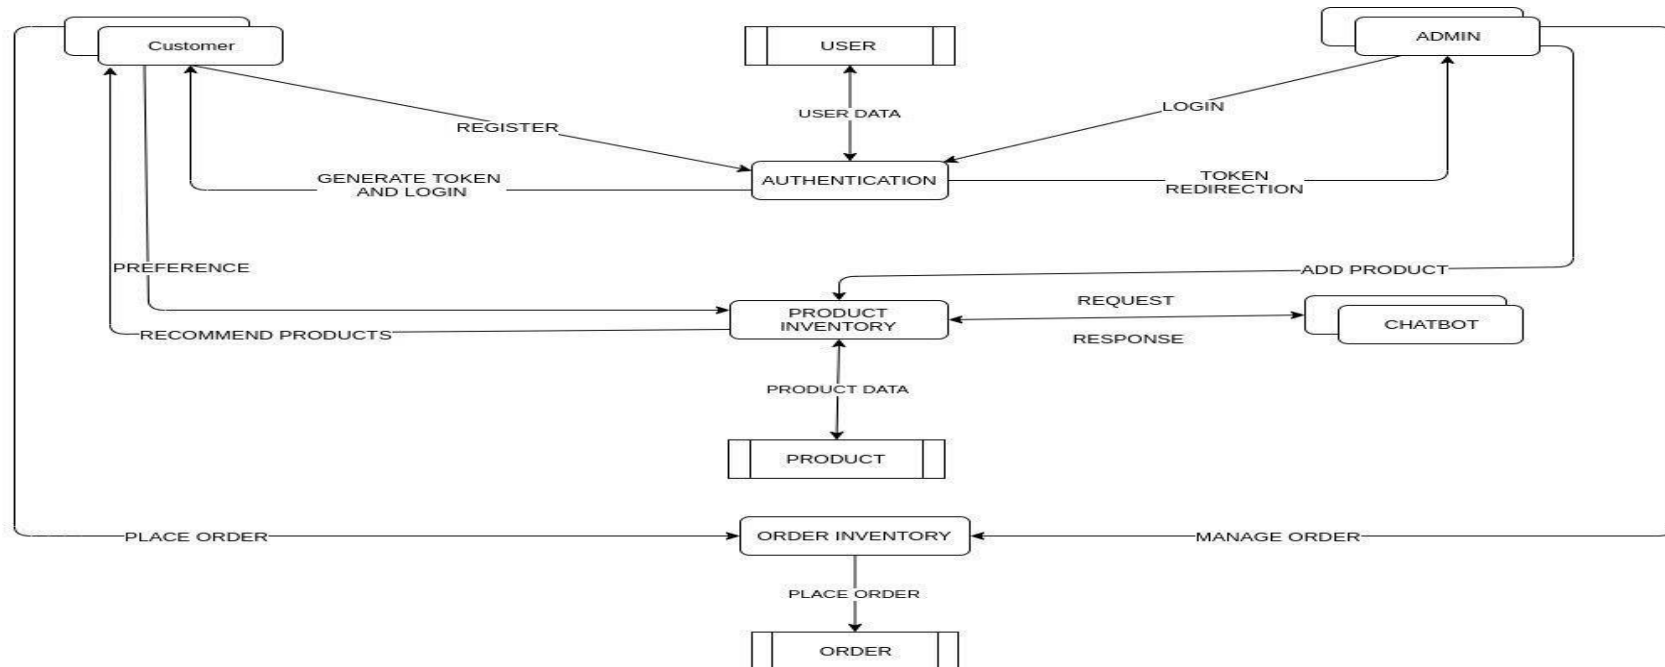 Customer
USER
ADMIN
LOGIN
USER DATA
REGISTER
GENERATE TOKEN
AND LOGIN
AUTHENTICATION
TOKEN
REDIRECTION
PREFERENCE
ADD PRODUCT
REQUEST
PRODUCT
INVENTORY
CHATBOT
RECOMMEND PRODUCTS
RESPONSE
PRODUCT DATA
PRODUCT
PLACE ORDER
ORDER INVENTORY
MANAGE ORDER
PLACE ORDER
ORDER